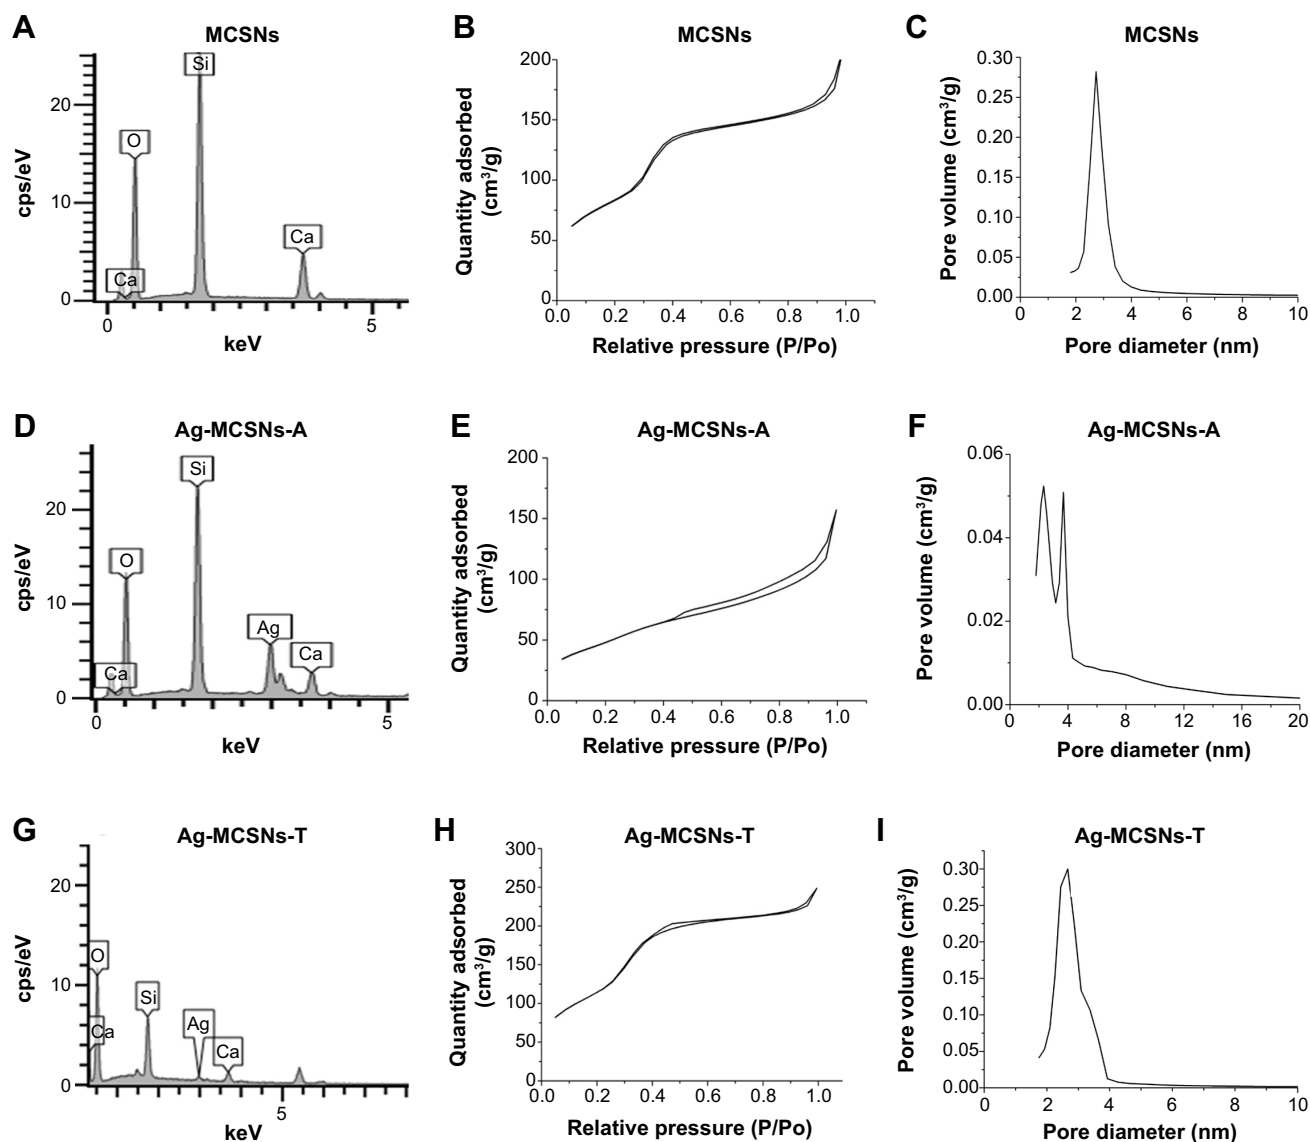 A
MCSNs
cps/eV
20
10
0
Si
O
Ca
Ca
0
5
keV
B
MCSNs
Quantity adsorbed
(cm³/g)
200
150
100
50
0
0.0 0.2 0.4 0.6 0.8 1.0
Relative pressure (P/Po)
C
MCSNs
Pore volume (cm³/g)
0.30
0.25
0.20
0.15
0.10
0.05
0.00
0 2 4 6 8 10
Pore diameter (nm)
D
Ag-MCSNs-A
cps/eV
20
10
0
Si
O
Ag
Ca
Ca
0 5
keV
E
Ag-MCSNs-A
Quantity adsorbed
(cm³/g)
200
150
100
50
0
0.0 0.2 0.4 0.6 0.8 1.0
Relative pressure (P/Po)
F
Ag-MCSNs-A
Pore volume (cm³/g)
0.06
0.04
0.02
0.00
0 4 8 12 16 20
Pore diameter (nm)
G
Ag-MCSNs-T
cps/eV
20
10
0
O
Si
Ag
Ca
Ca
5
keV
H
Ag-MCSNs-T
Quantity adsorbed
(cm³/g)
300
250
200
150
100
50
0
0.0 0.2 0.4 0.6 0.8 1.0
Relative pressure (P/Po)
I
Ag-MCSNs-T
Pore volume (cm³/g)
0.30
0.25
0.20
0.15
0.10
0.05
0.00
0 2 4 6 8 10
Pore diameter (nm)